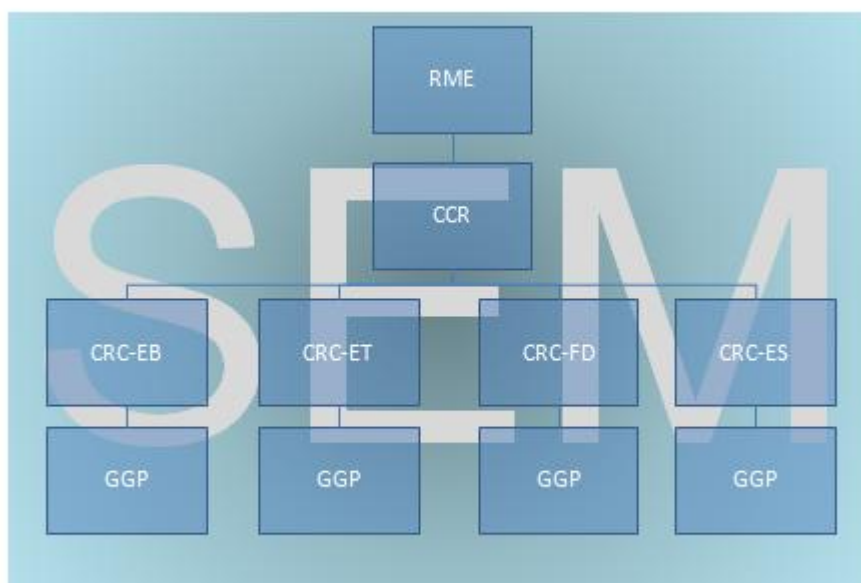 SEM
RME
CCR
CRC-EB CRC-ET CRC-FD CRC-ES
GGP GGP GGP GGP